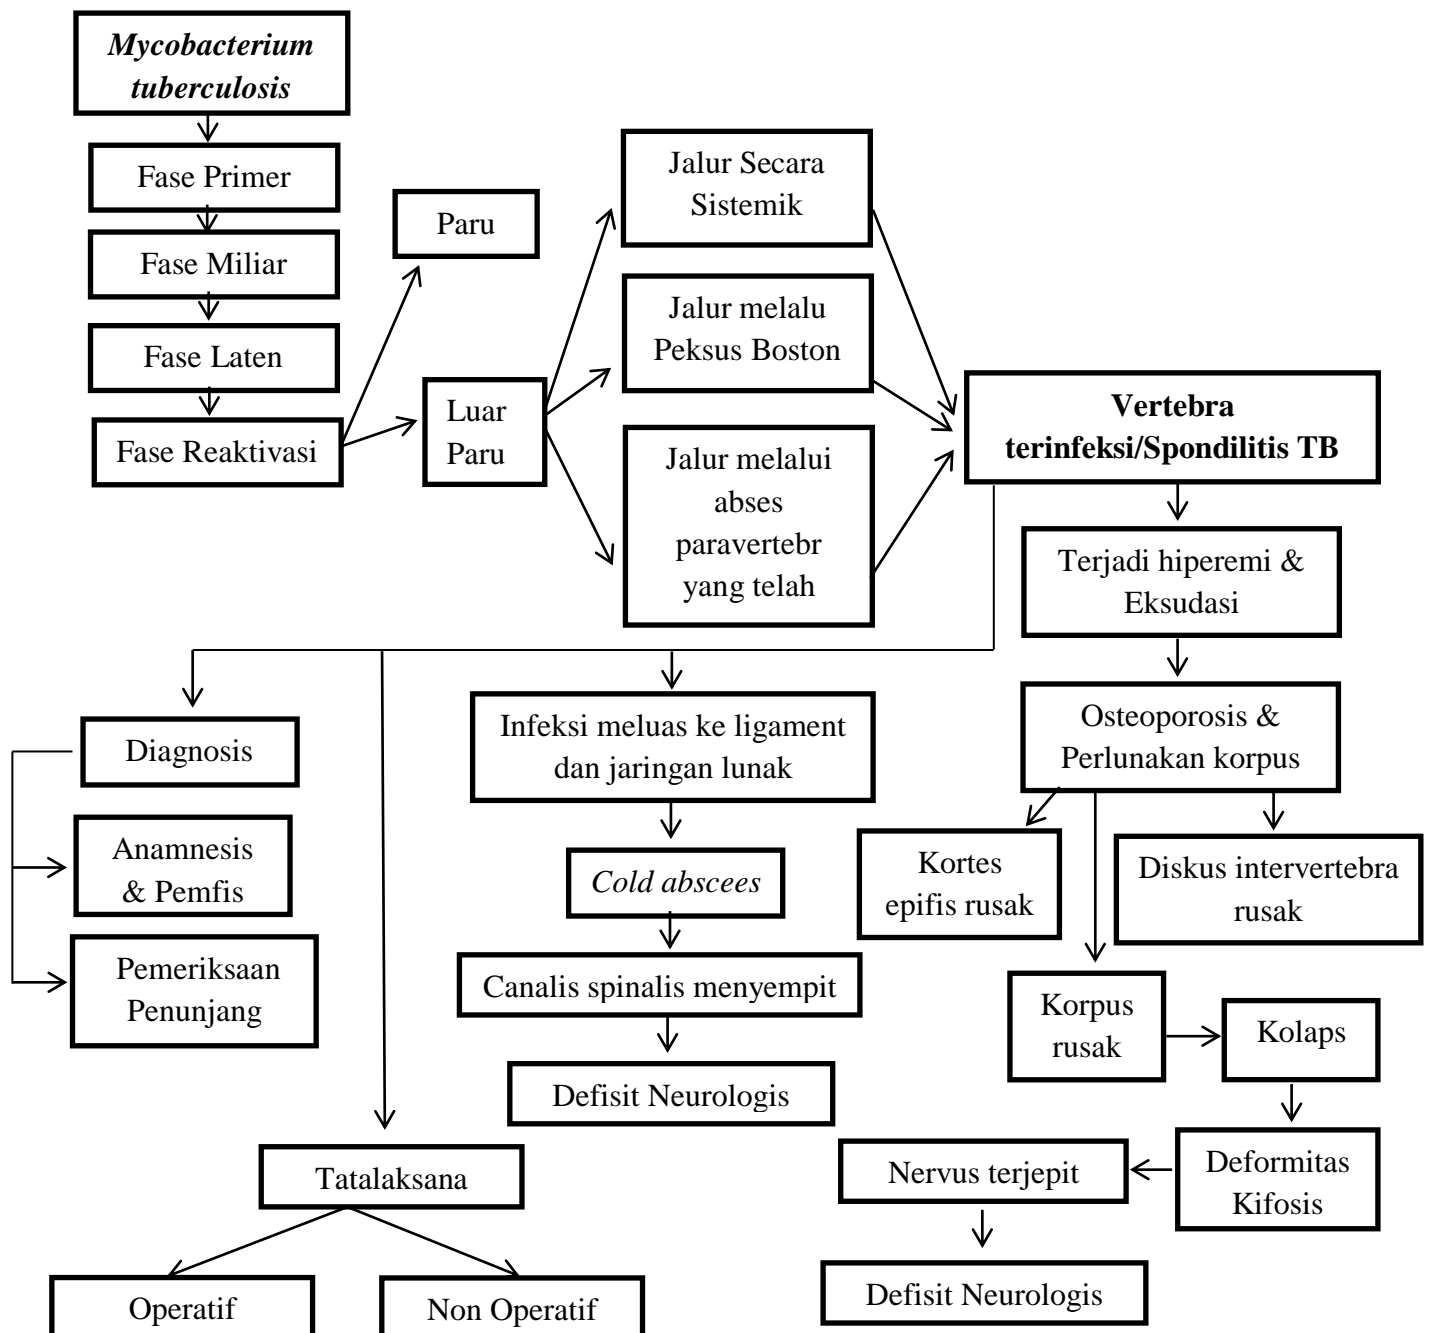 Mycobacterium
tuberculosis
Fase Primer
Fase Miliar
Fase Laten
Fase Reaktivasi
Paru
Luar
Paru
Jalur Secara
Sistemik
Jalur melalu
Peksus Boston
Jalur melalui
abses
paravertebr
yang telah
Vertebra
terinfeksi/Spondilitis TB
Terjadi hiperemi &
Eksudasi
Osteoporosis &
Perlunakan korpus
Kortes
epifis rusak
Diskus intervertebra
rusak
Korpus
rusak
Kolaps
Deformitas
Kifosis
Nervus terjepit
Defisit Neurologis
Infeksi meluas ke ligament
dan jaringan lunak
Cold abscees
Canalis spinalis menyempit
Defisit Neurologis
Diagnosis
Anamnesis
& Pemfis
Pemeriksaan
Penunjang
Tatalaksana
Operatif
Non Operatif